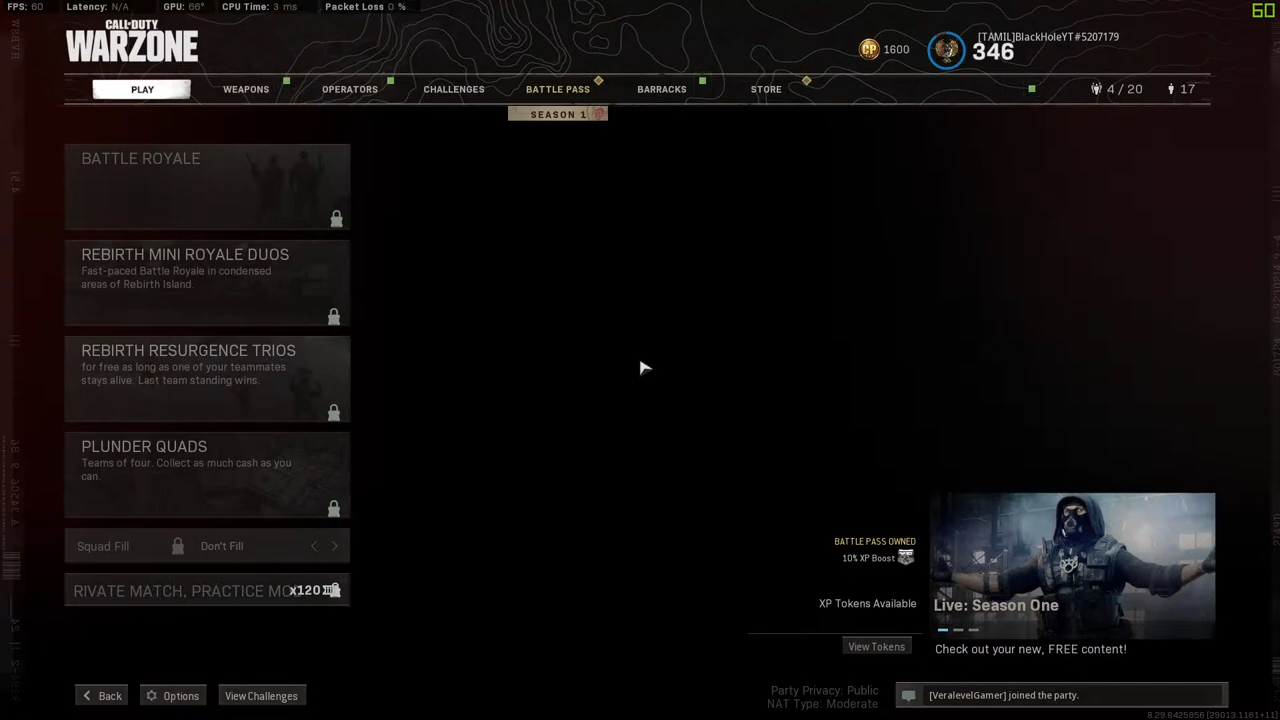 FPS: 60 Latency: N/A GPU: 66° CPU Time: 3 ms Packet Loss 0 %
60
CALL OF DUTY
WARZONE
CP 1600
[TAMIL]BlackHoleYT#5207179
346
PLAY WEAPONS OPERATORS CHALLENGES BATTLE PASS BARRACKS STORE
4 / 20 17
SEASON 1
BATTLE ROYALE
REBIRTH MINI ROYALE DUOS
Fast-paced Battle Royale in condensed
areas of Rebirth Island.
REBIRTH RESURGENCE TRIOS
for free as long as one of your teammates
stays alive. Last team standing wins.
PLUNDER QUADS
Teams of four. Collect as much cash as you
can.
Squad Fill Don't Fill
RIVATE MATCH, PRACTICE MO x120
BATTLE PASS OWNED
10% XP Boost
XP Tokens Available
View Tokens
Live: Season One
Check out your new, FREE content!
Back Options View Challenges
Party Privacy: Public
NAT Type: Moderate
[VeralevelGamer] joined the party.